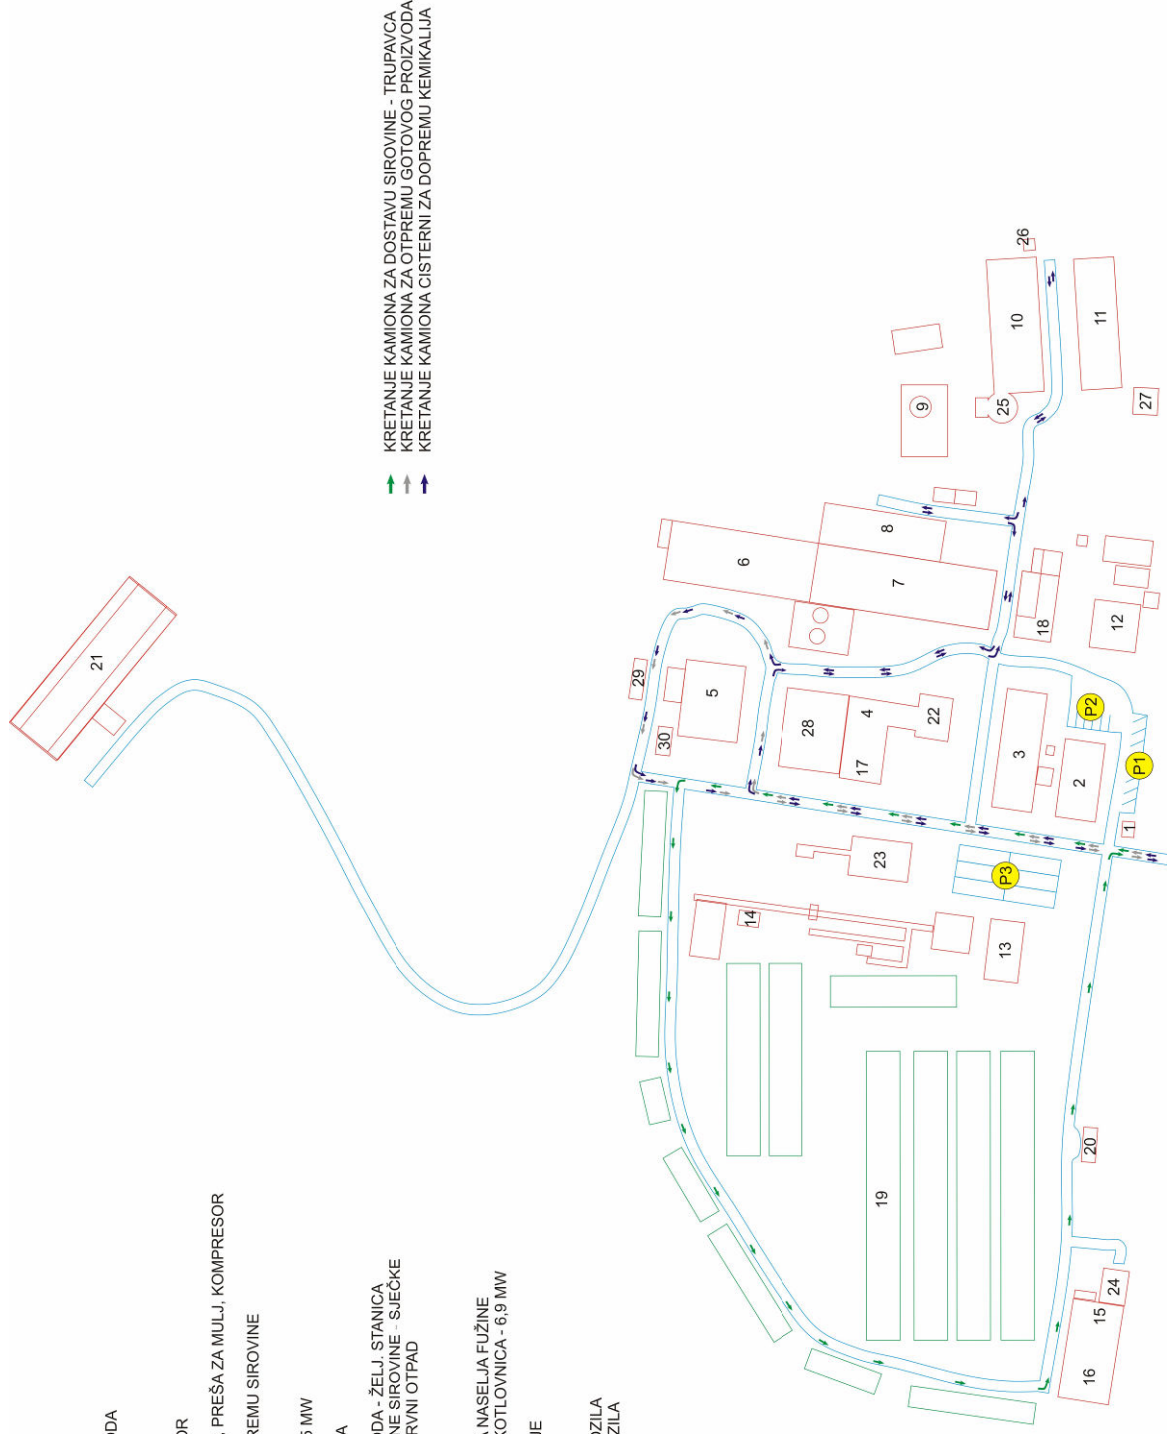 KRETANJE KAMIONA ZA DOSTAVU SIROVINE - TRUPAVCA
KRETANJE KAMIONA ZA OTPREMU GOTOVOG PROIZVODA
KRETANJE KAMIONA CISTERNI ZA DOPREMU KEMIKALIJA
ODA
OR
, PREŠA ZA MULJ, KOMPRESOR
REMU SIROVINE
MW
A
ODA - ŽELJ. STANICA
NE SIROVINE - SJEČKE
RVNI OTPAD
A NASELJA FUŽINE
KOTLOVNICA - 6,9 MW
JE
OZILA
ZILA
21
26
10
11
9
25
27
8
6
7
18
12
29
5
30
28
4
17
22
3
2
P2
P1
1
23
P3
14
13
19
20
24
15
16